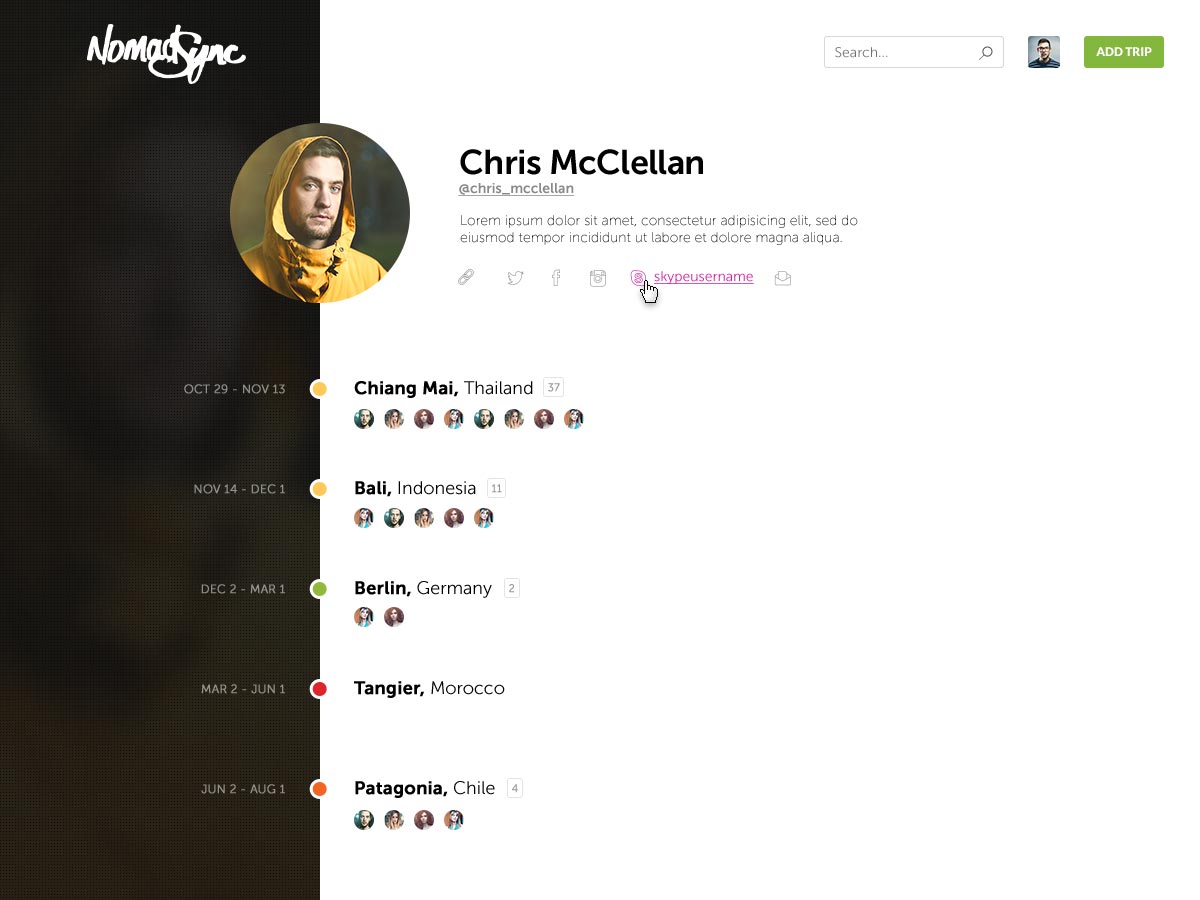 NomadSync
Search...
ADD TRIP
Chris McClellan
@chris_mcclellan
Lorem ipsum dolor sit amet, consectetur adipisicing elit, sed do
eiusmod tempor incididunt ut labore et dolore magna aliqua.
skypeusername
OCT 29 - NOV 13
Chiang Mai, Thailand 37
NOV 14 - DEC 1
Bali, Indonesia 11
DEC 2 - MAR 1
Berlin, Germany 2
MAR 2 - JUN 1
Tangier, Morocco
JUN 2 - AUG 1
Patagonia, Chile 4